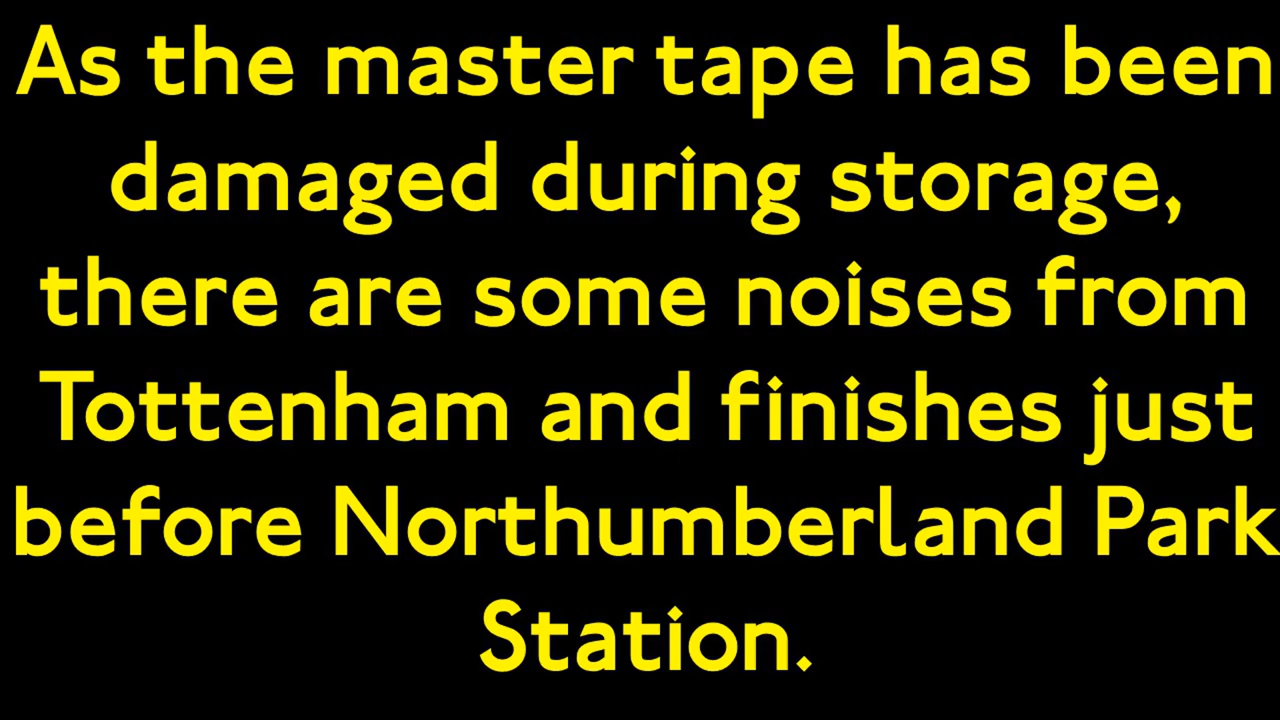 As the master tape has been
damaged during storage,
there are some noises from
Tottenham and finishes just
before Northumberland Park
Station.